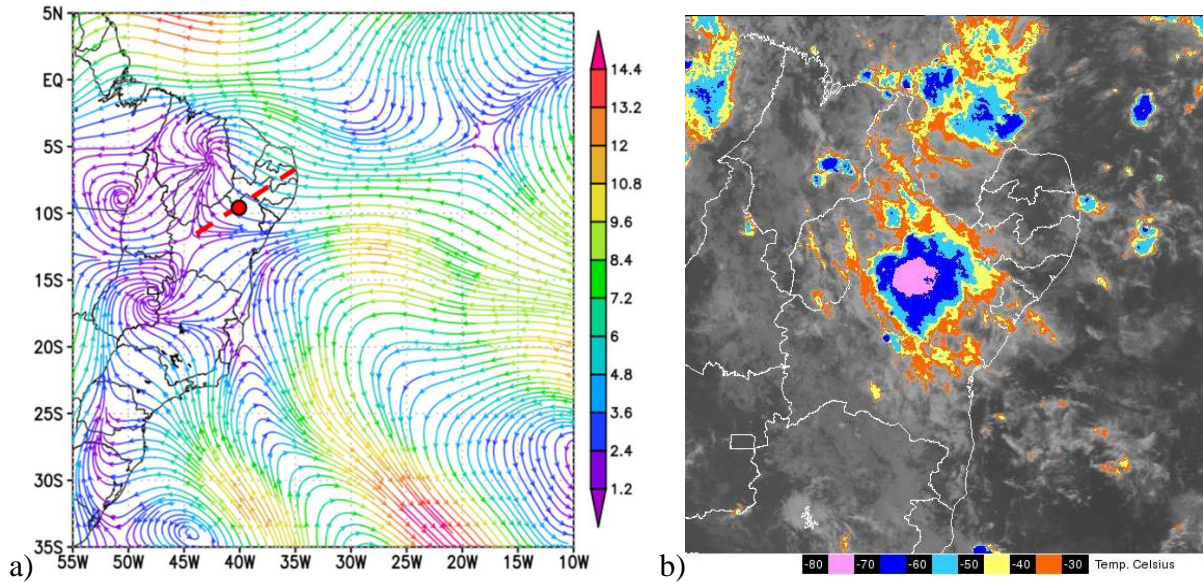 5N
EQ
5S
10S
15S
20S
25S
30S
35S
55W 50W 45W 40W 35W 30W 25W 20W 15W 10W
14.4
13.2
12
10.8
9.6
8.4
7.2
6
4.8
3.6
2.4
1.2
a)
b)
-80 -70 -60 -50 -40 -30 Temp. Celsius